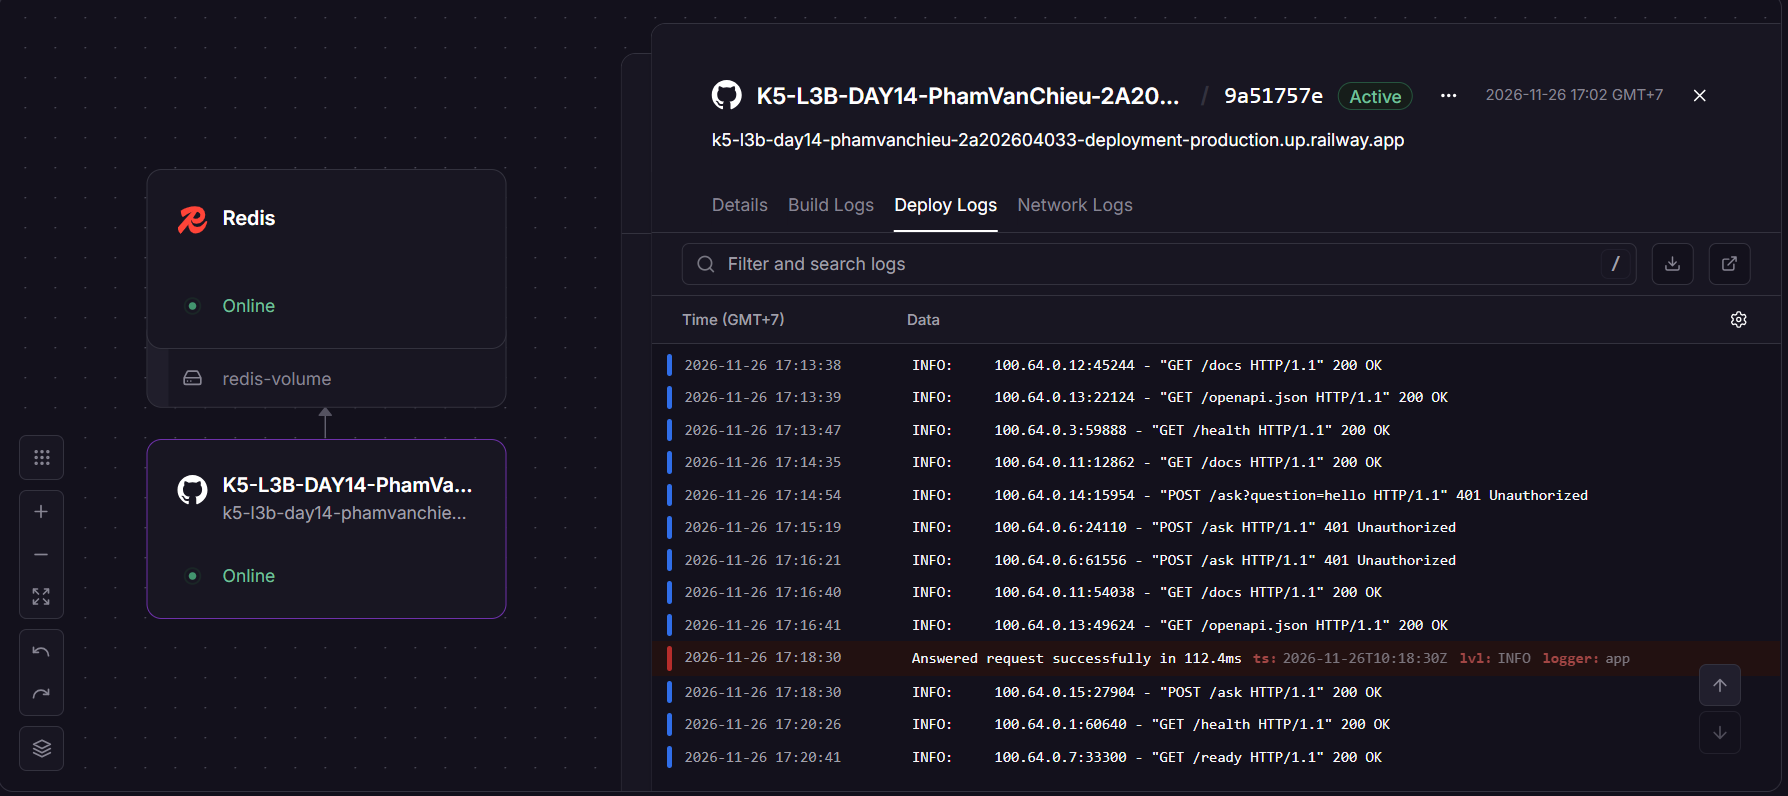 Redis
Online
redis-volume
K5-L3B-DAY14-PhamVa...
k5-l3b-day14-phamvanchie...
Online
K5-L3B-DAY14-PhamVanChieu-2A20... / 9a51757e Active ... 2026-11-26 17:02 GMT+7
k5-l3b-day14-phamvanchieu-2a202604033-deployment-production.up.railway.app
Details Build Logs Deploy Logs Network Logs
Filter and search logs /
Time (GMT+7) Data
2026-11-26 17:13:38 INFO: 100.64.0.12:45244 - "GET /docs HTTP/1.1" 200 OK
2026-11-26 17:13:39 INFO: 100.64.0.13:22124 - "GET /openapi.json HTTP/1.1" 200 OK
2026-11-26 17:13:47 INFO: 100.64.0.3:59888 - "GET /health HTTP/1.1" 200 OK
2026-11-26 17:14:35 INFO: 100.64.0.11:12862 - "GET /docs HTTP/1.1" 200 OK
2026-11-26 17:14:54 INFO: 100.64.0.14:15954 - "POST /ask?question=hello HTTP/1.1" 401 Unauthorized
2026-11-26 17:15:19 INFO: 100.64.0.6:24110 - "POST /ask HTTP/1.1" 401 Unauthorized
2026-11-26 17:16:21 INFO: 100.64.0.6:61556 - "POST /ask HTTP/1.1" 401 Unauthorized
2026-11-26 17:16:40 INFO: 100.64.0.11:54038 - "GET /docs HTTP/1.1" 200 OK
2026-11-26 17:16:41 INFO: 100.64.0.13:49624 - "GET /openapi.json HTTP/1.1" 200 OK
2026-11-26 17:18:30 Answered request successfully in 112.4ms ts: 2026-11-26T10:18:30Z lvl: INFO logger: app
2026-11-26 17:18:30 INFO: 100.64.0.15:27904 - "POST /ask HTTP/1.1" 200 OK
2026-11-26 17:20:26 INFO: 100.64.0.1:60640 - "GET /health HTTP/1.1" 200 OK
2026-11-26 17:20:41 INFO: 100.64.0.7:33300 - "GET /ready HTTP/1.1" 200 OK